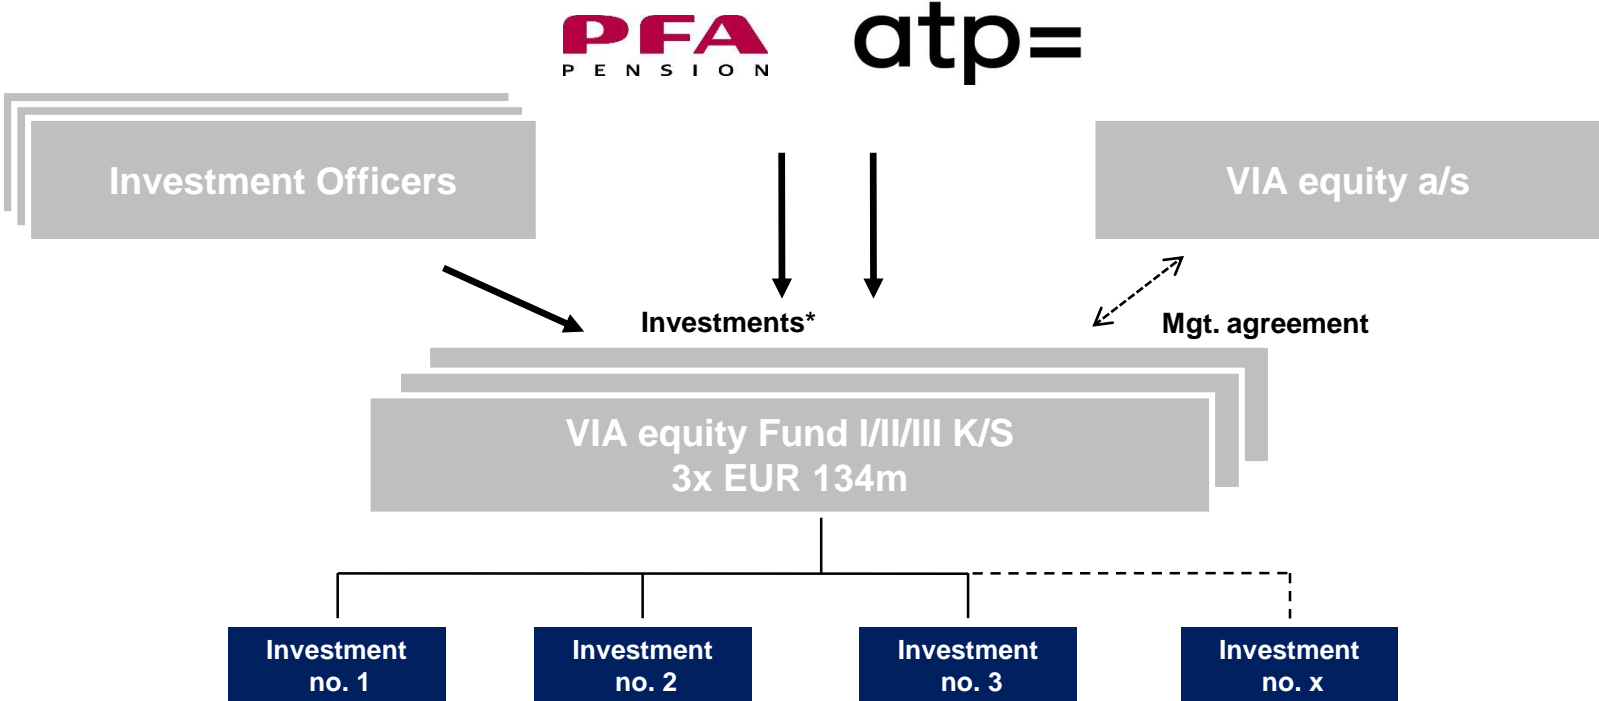 PFA
PENSION
atp=
Investment Officers
VIA equity a/s
Investments*
Mgt. agreement
VIA equity Fund I/II/III K/S
3x EUR 134m
Investment
no. 1
Investment
no. 2
Investment
no. 3
Investment
no. x